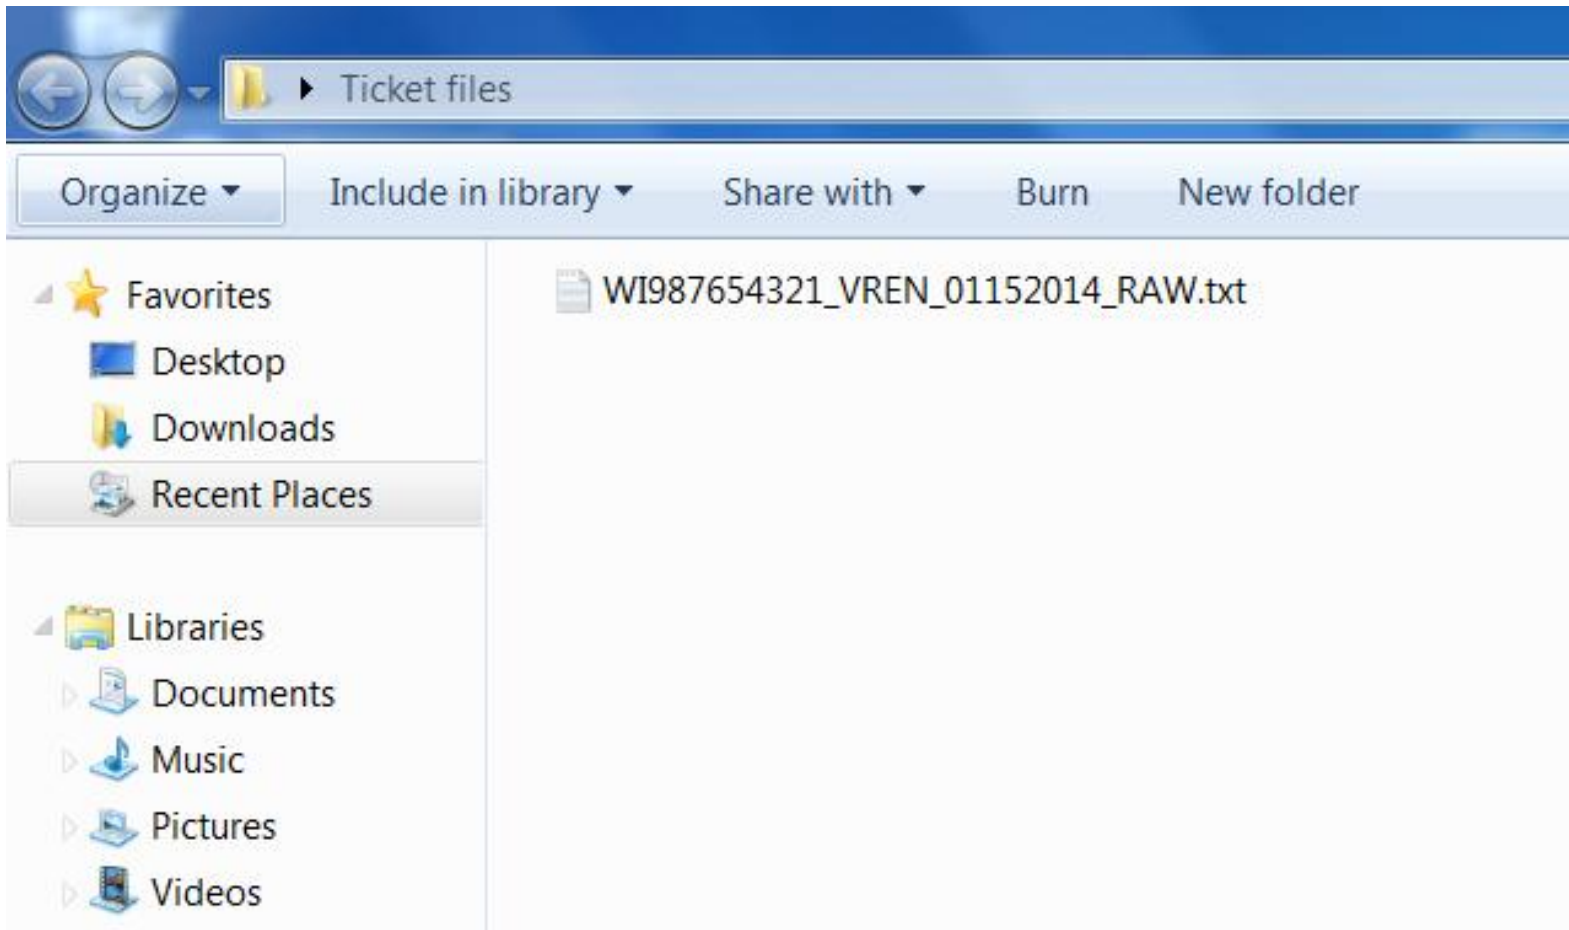 Ticket files
Organize Include in library Share with Burn New folder
Favorites
Desktop
Downloads
Recent Places
Libraries
Documents
Music
Pictures
Videos
WI987654321_VREN_01152014_RAW.txt